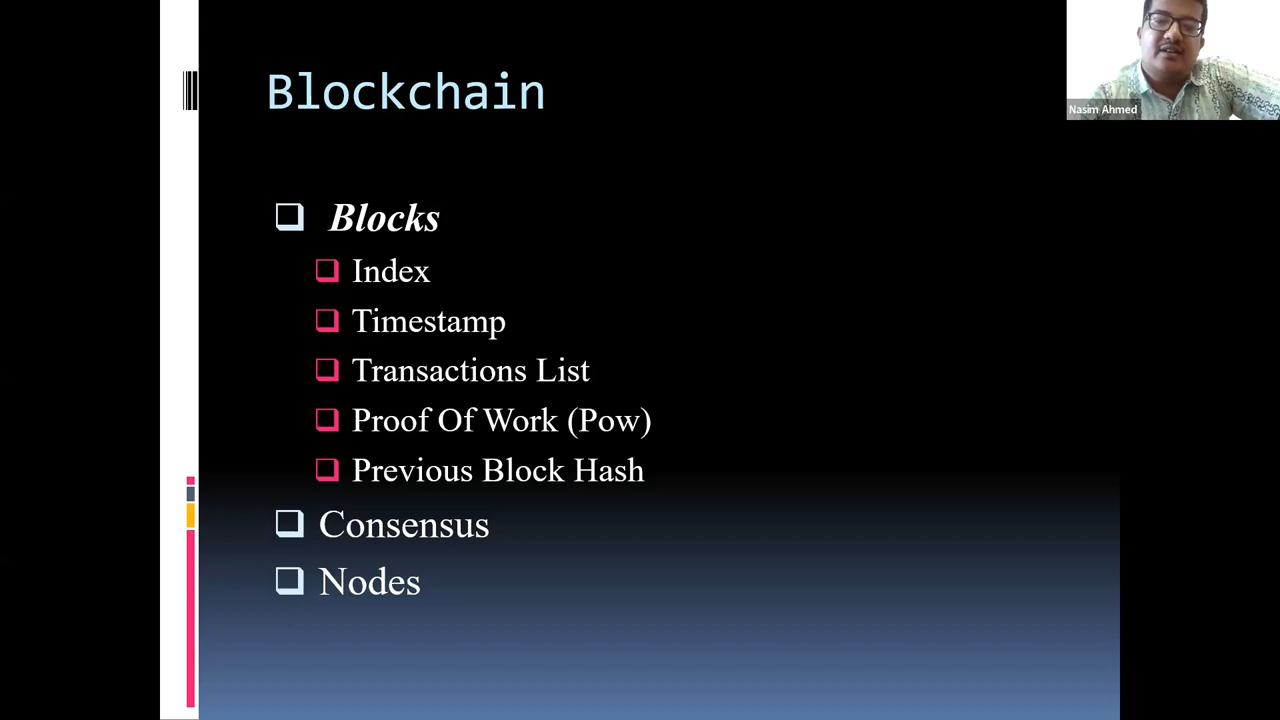 Blockchain
Nasim Ahmed
Blocks
Index
Timestamp
Transactions List
Proof Of Work (Pow)
Previous Block Hash
Consensus
Nodes